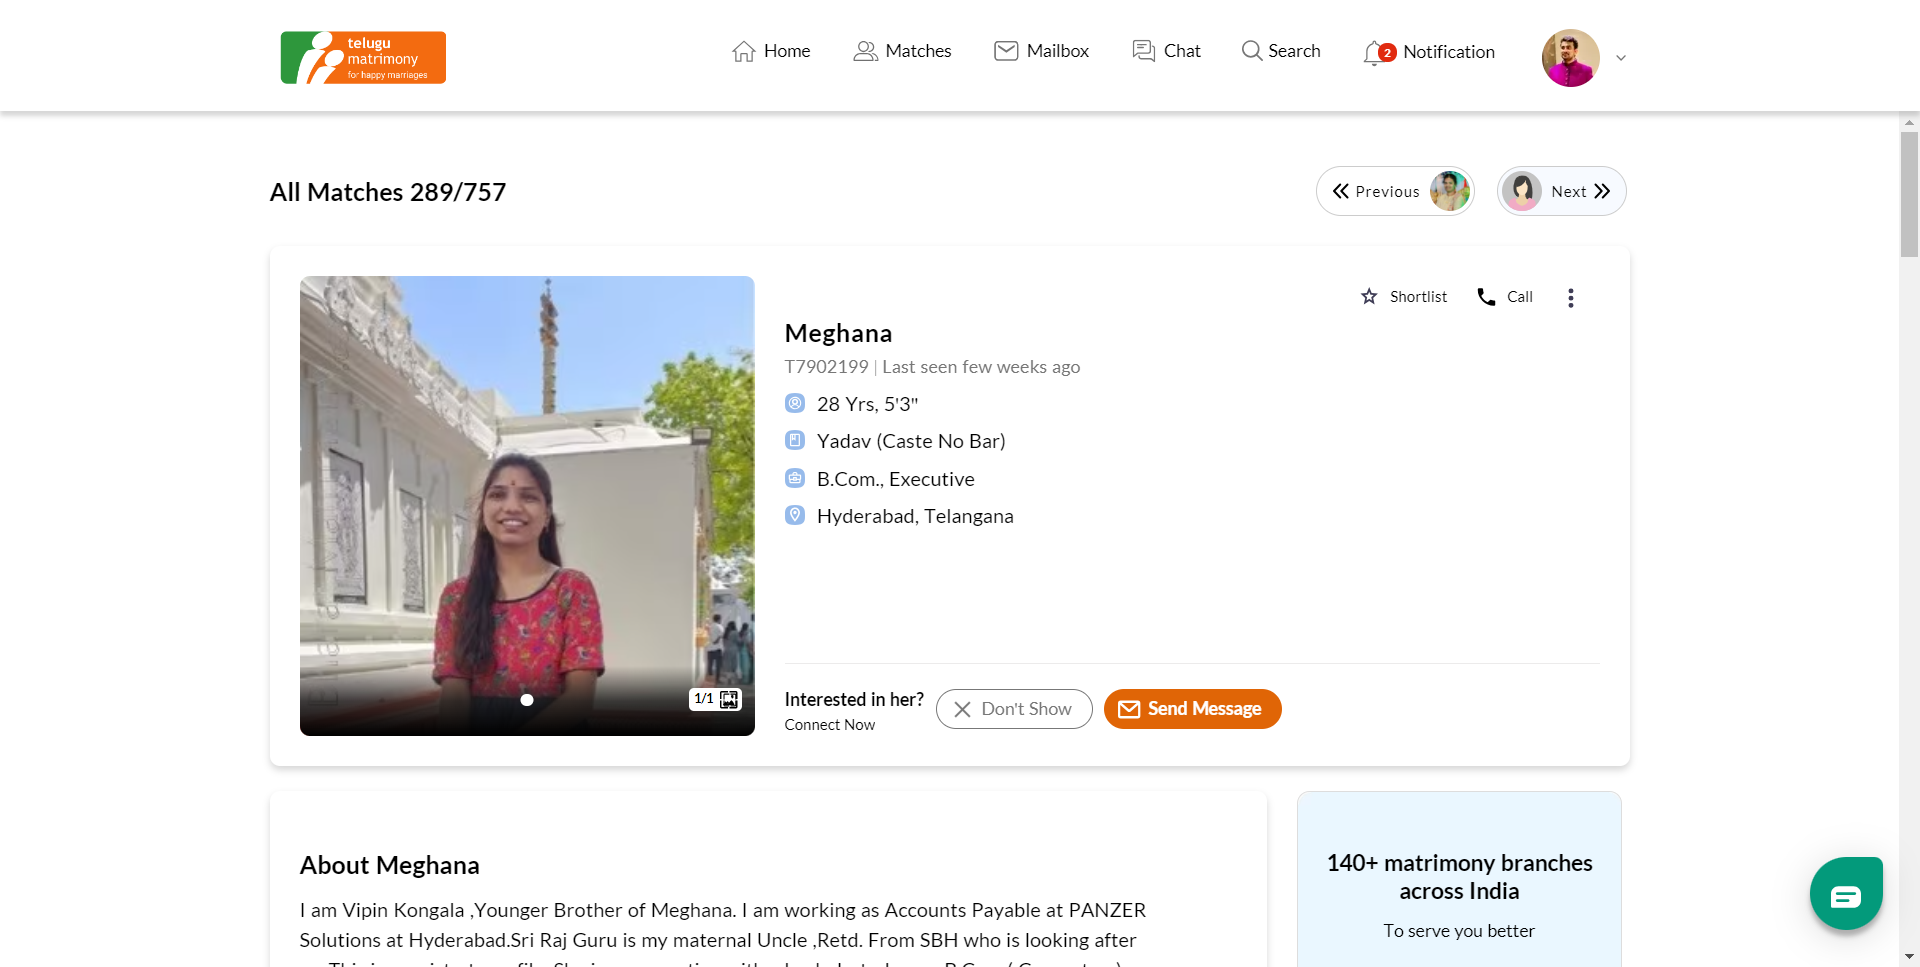 telugu
matrimony
for happy marriages
Home
Matches
Mailbox
Chat
Search
2
Notification
All Matches 289/757
Previous
Next
Shortlist
Call
Meghana
T7902199 | Last seen few weeks ago
28 Yrs, 5'3"
Yadav (Caste No Bar)
B.Com., Executive
Hyderabad, Telangana
1/1
Interested in her?
Connect Now
Don't Show
Send Message
About Meghana
I am Vipin Kongala ,Younger Brother of Meghana. I am working as Accounts Payable at PANZER
Solutions at Hyderabad.Sri Raj Guru is my maternal Uncle ,Retd. From SBH who is looking after
140+ matrimony branches
across India
To serve you better